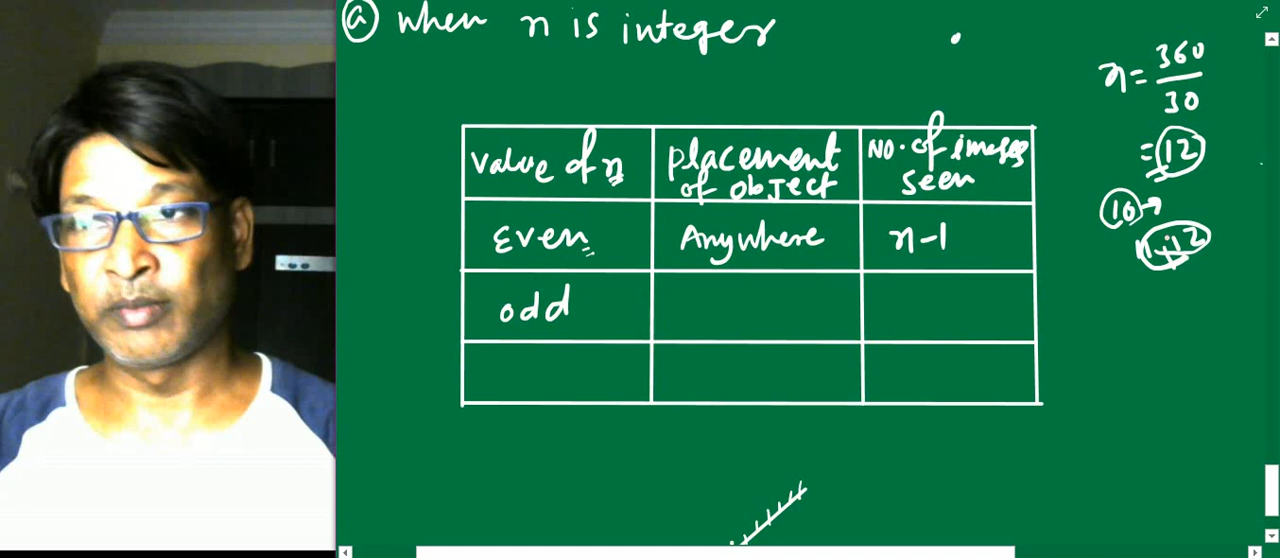 (a) when n is integer
n = 360/30
= 12
10 →
Value of n
Placement of object
No. of images seen
Even
Anywhere
n-1
odd